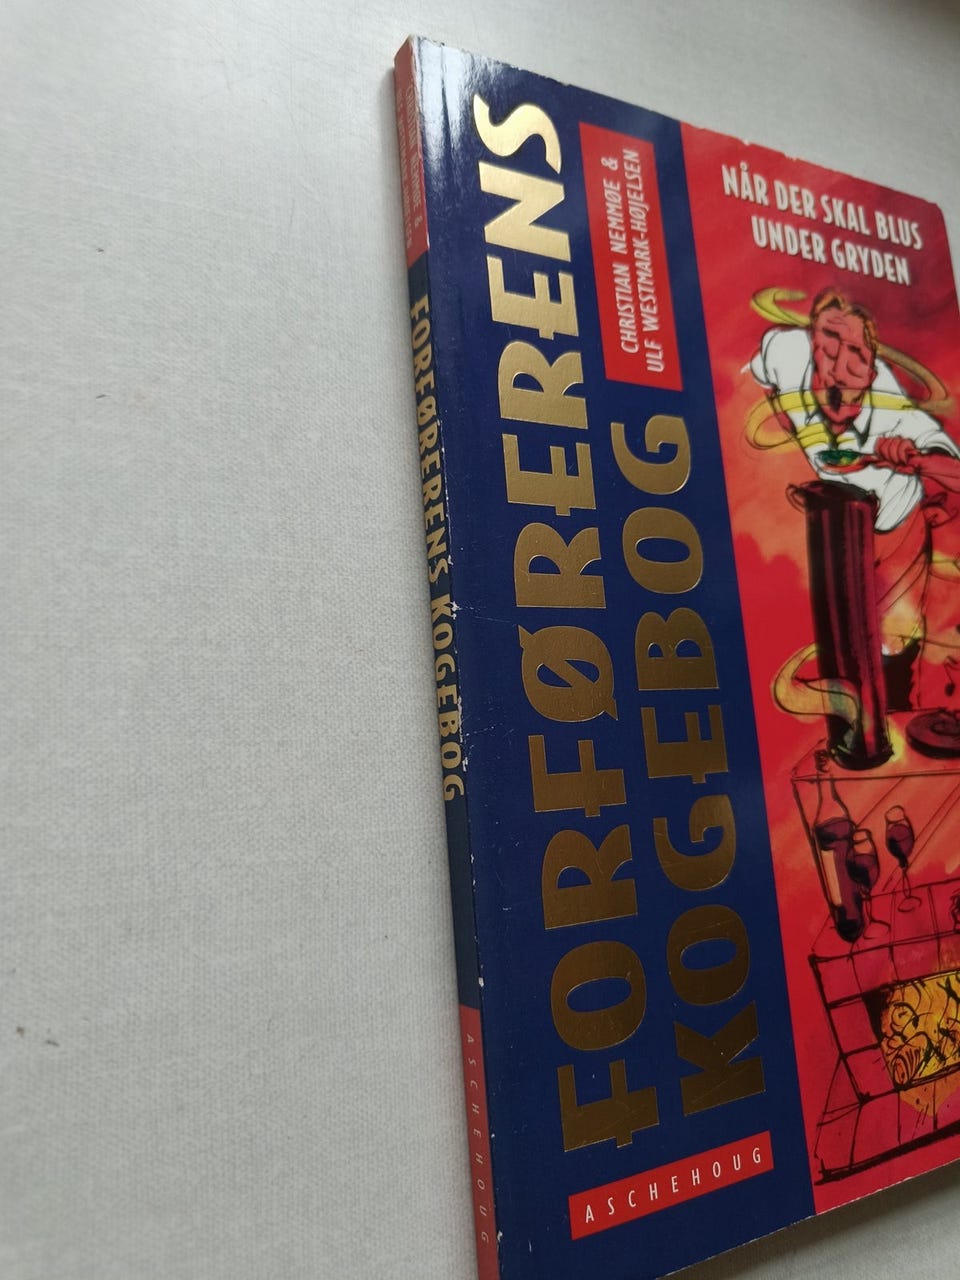 FORFØRERENS
KOGEBOG
CHRISTIAN NEMMØE &
ULF WESTMARK-HØJELSEN
NÅR DER SKAL BLUS
UNDER GRYDEN
ASCHEHOUG
FORFØRERENS KOGEBOG
ASCHEHOUG